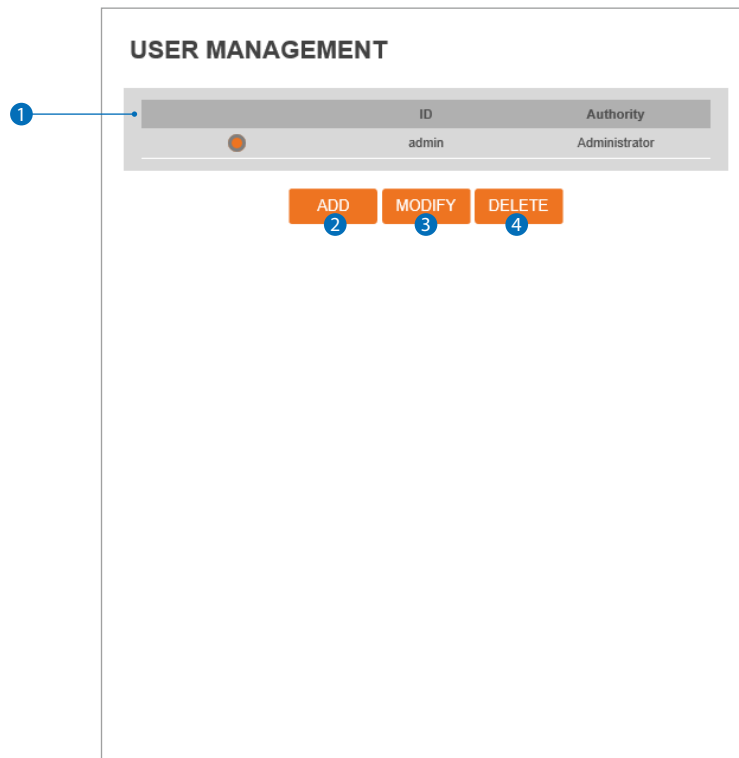 USER MANAGEMENT
1
ID Authority
admin Administrator
ADD MODIFY DELETE
2 3 4